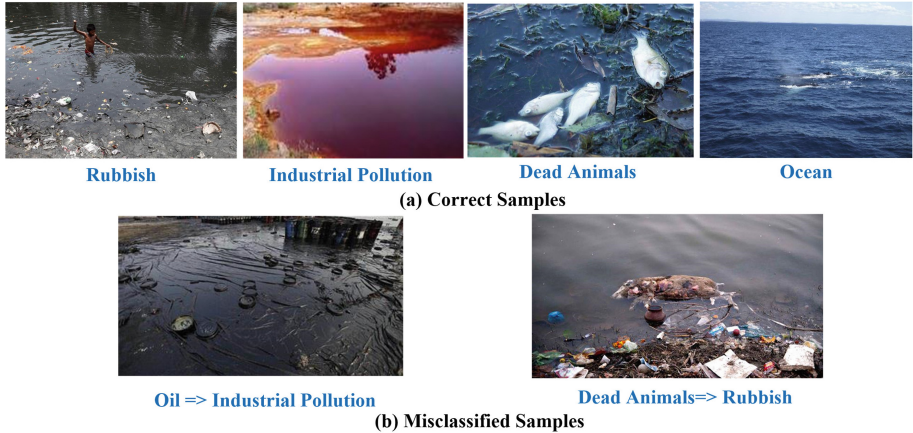 Rubbish
Industrial Pollution
Dead Animals
Ocean
(a) Correct Samples
Oil => Industrial Pollution
Dead Animals=> Rubbish
(b) Misclassified Samples